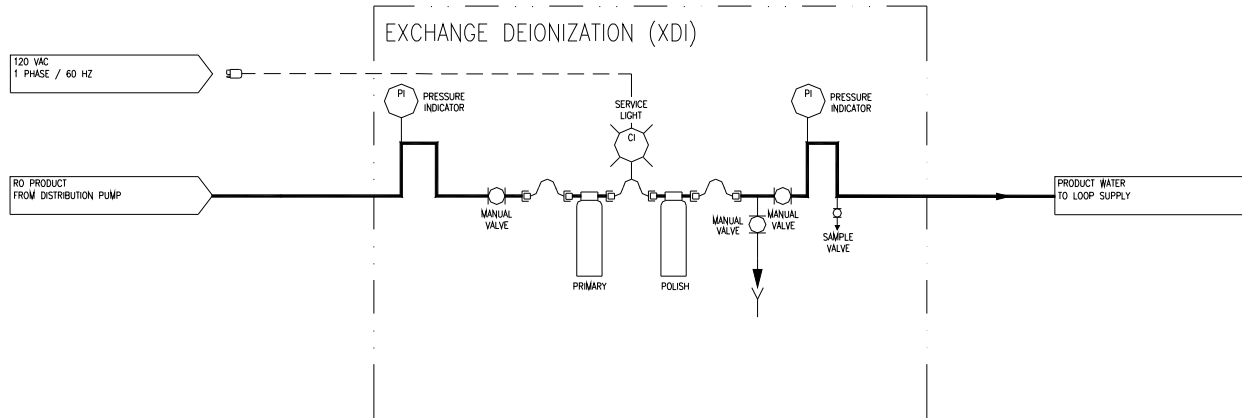 EXCHANGE DEIONIZATION (XDI)
120 VAC
1 PHASE / 60 HZ
PI
PRESSURE
INDICATOR
SERVICE
LIGHT
CI
PI
PRESSURE
INDICATOR
RO PRODUCT
FROM DISTRIBUTION PUMP
PRODUCT WATER
TO LOOP SUPPLY
MANUAL
VALVE
MANUAL
VALVE
MANUAL
VALVE
SAMPLE
VALVE
PRIMARY
POLISH